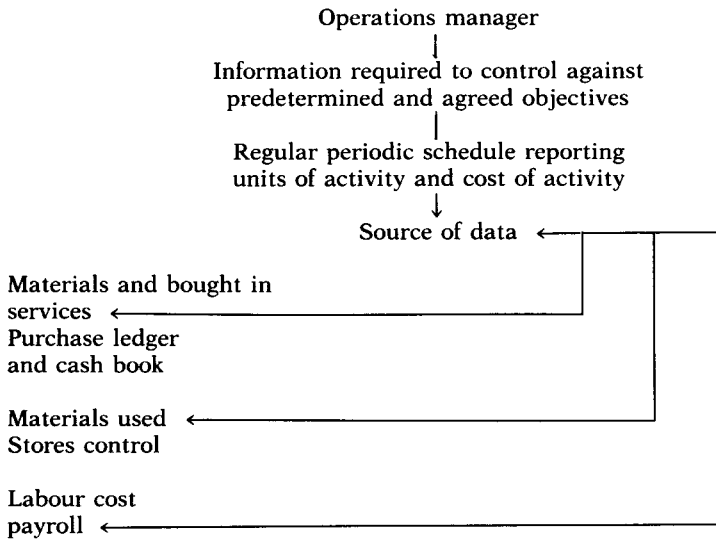 Operations manager
Information required to control against
predetermined and agreed objectives
Regular periodic schedule reporting
units of activity and cost of activity
Source of data
Materials and bought in
services
Purchase ledger
and cash book
Materials used
Stores control
Labour cost
payroll